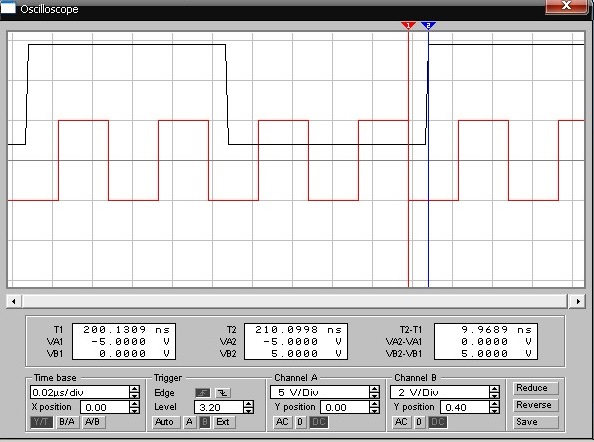 Oscilloscope
1 2
T1 200.1309 ns T2 210.0998 ns T2-T1 9.9689 ns
VA1 -5.0000 V VA2 -5.0000 V VA2-VA1 0.0000 V
VB1 0.0000 V VB2 5.0000 V VB2-VB1 5.0000 V
Time base Trigger Channel A Channel B Reduce
0.02µs/div Edge 5 V/Div 2 V/Div
X position 0.00 Level 3.20 Y position 0.00 Y position 0.40 Reverse
Y/T B/A A/B Auto A B Ext AC 0 DC AC 0 DC Save